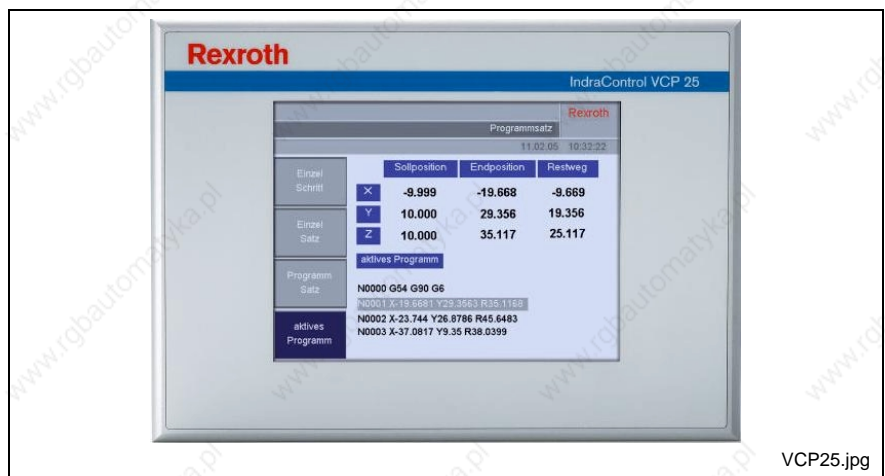 Rexroth
IndraControl VCP 25
Rexroth
Programmsatz
11.02.05 10:32:22
Einzel
Schritt
Einzel
Satz
Programm
Satz
aktives
Programm
Sollposition Endposition Restweg
X -9.999 -19.668 -9.669
Y 10.000 29.356 19.356
Z 10.000 35.117 25.117
aktives Programm
N0000 G54 G90 G6
N0001 X-19.6681 Y29.3563 R35.1168
N0002 X-23.744 Y26.8786 R45.6483
N0003 X-37.0817 Y9.35 R38.0399
VCP25.jpg
www.rgbautomatyka.pl